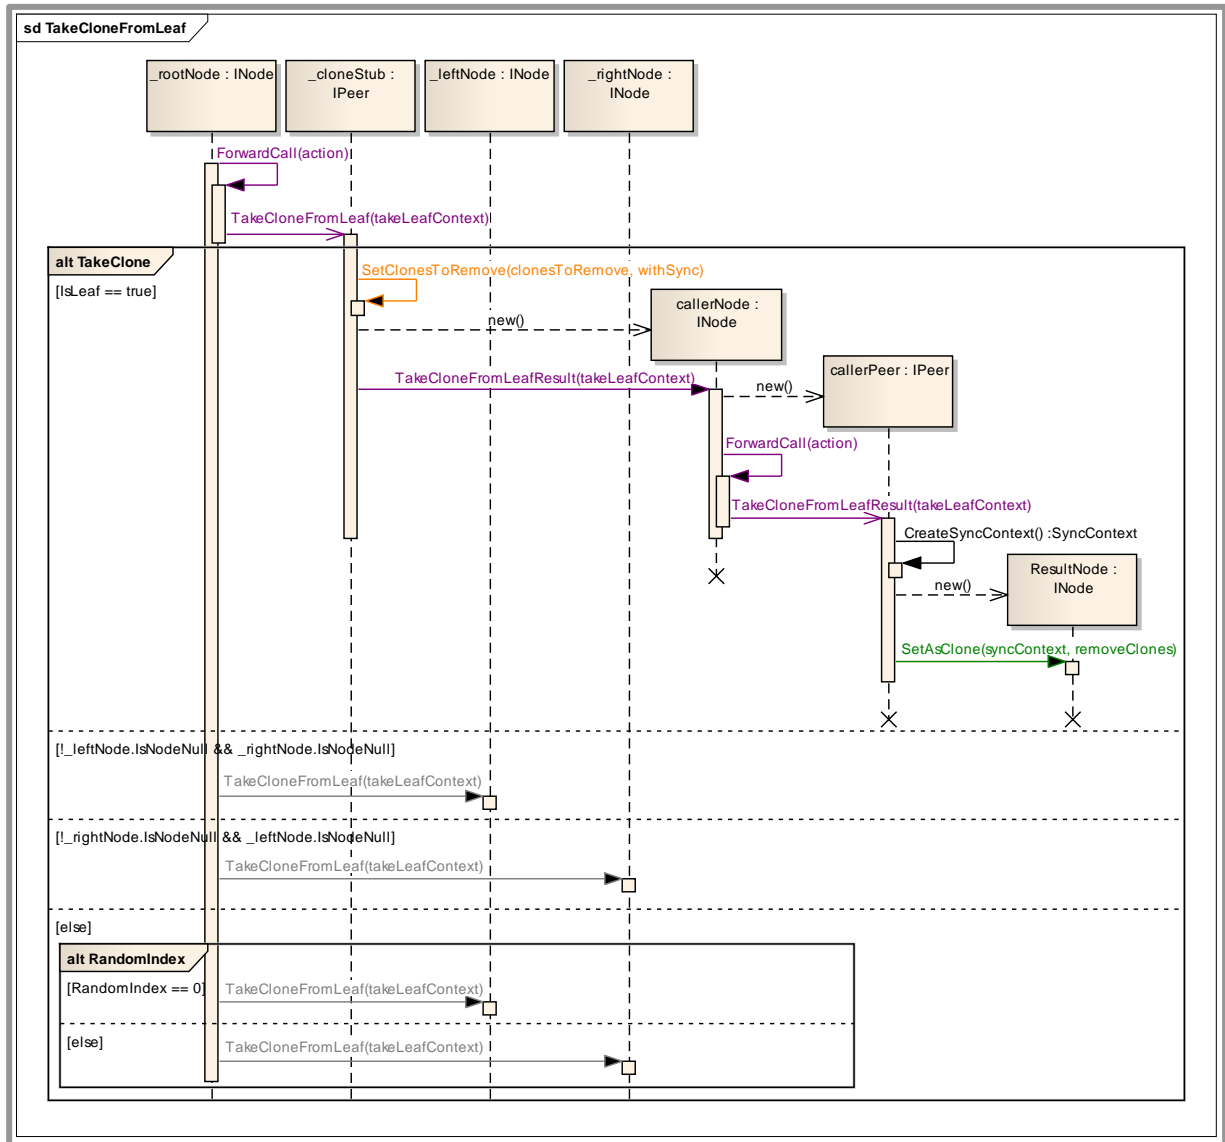 sd TakeCloneFromLeaf
_rootNode : INode
_cloneStub :
IPeer
_leftNode : INode
_rightNode :
INode
ForwardCall(action)
TakeCloneFromLeaf(takeLeafContext)
alt TakeClone
[IsLeaf == true]
SetClonesToRemove(clonesToRemove, withSync)
new()
callerNode :
INode
TakeCloneFromLeafResult(takeLeafContext)
new()
callerPeer : IPeer
ForwardCall(action)
TakeCloneFromLeafResult(takeLeafContext)
CreateSyncContext() :SyncContext
new()
ResultNode :
INode
SetAsClone(syncContext, removeClones)
[!_leftNode.IsNodeNull && _rightNode.IsNodeNull]
TakeCloneFromLeaf(takeLeafContext)
[!_rightNode.IsNodeNull && _leftNode.IsNodeNull]
TakeCloneFromLeaf(takeLeafContext)
[else]
alt RandomIndex
[RandomIndex == 0]
TakeCloneFromLeaf(takeLeafContext)
[else]
TakeCloneFromLeaf(takeLeafContext)